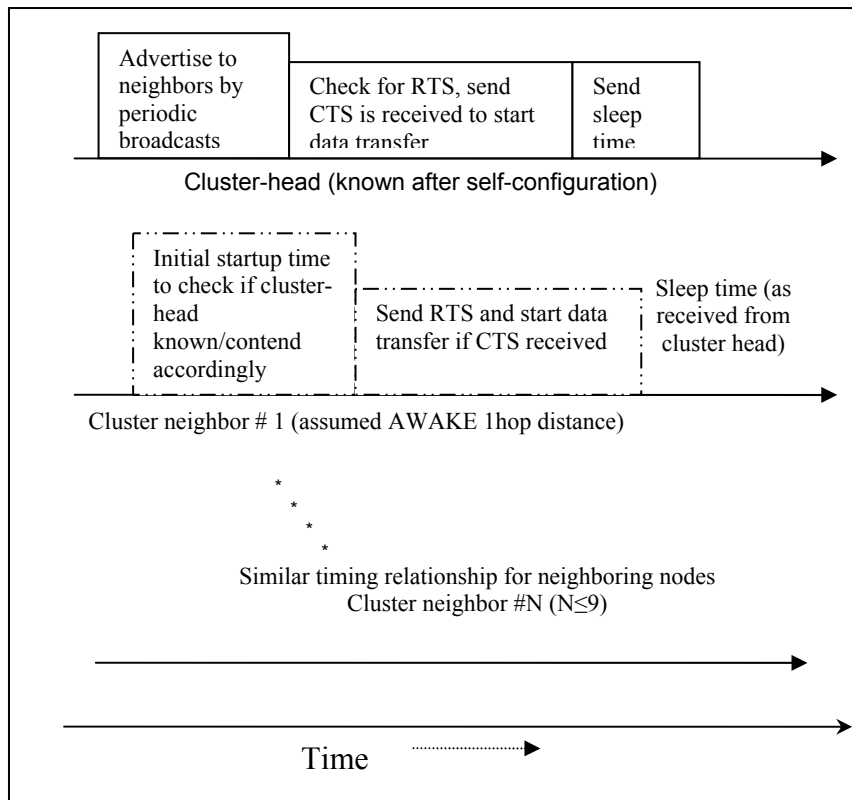 Advertise to
neighbors by
periodic
broadcasts
Check for RTS, send
CTS is received to start
data transfer
Send
sleep
time
Cluster-head (known after self-configuration)
Initial startup time
to check if cluster-
head
known/contend
accordingly
Send RTS and start data
transfer if CTS received
Sleep time (as
received from
cluster head)
Cluster neighbor # 1 (assumed AWAKE 1hop distance)
*
*
*
*
Similar timing relationship for neighboring nodes
Cluster neighbor #N (N≤9)
Time